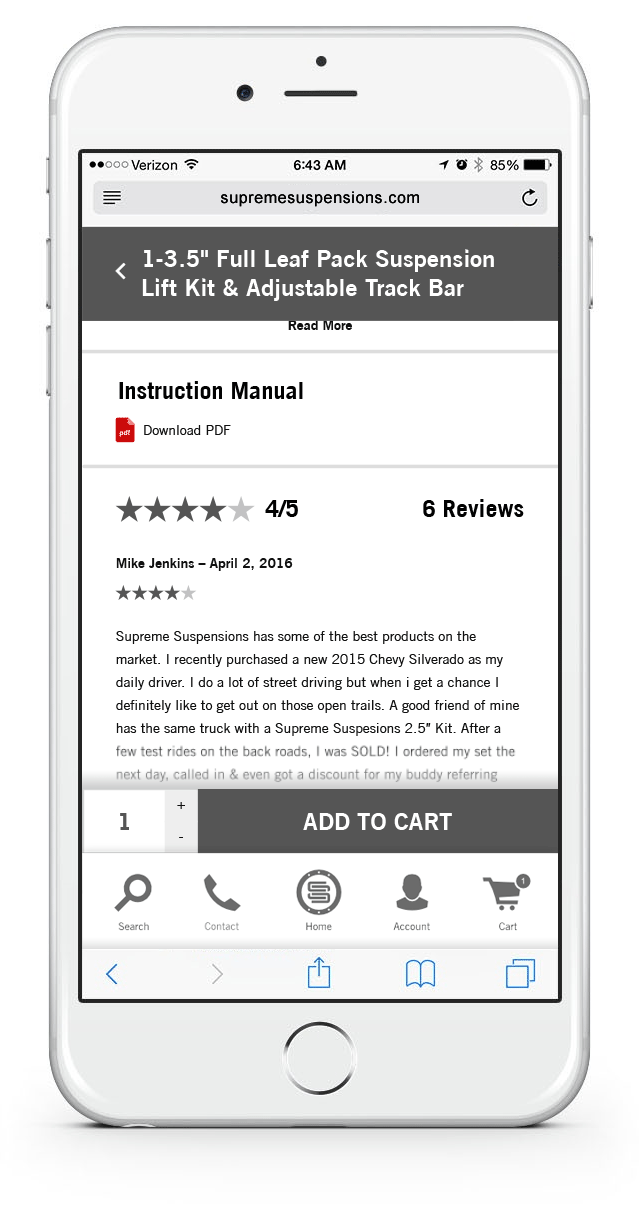 Verizon 6:43 AM 85%
supremesuspensions.com
1-3.5" Full Leaf Pack Suspension
Lift Kit & Adjustable Track Bar
Read More
Instruction Manual
pdf Download PDF
4/5 6 Reviews
Mike Jenkins – April 2, 2016
Supreme Suspensions has some of the best products on the
market. I recently purchased a new 2015 Chevy Silverado as my
daily driver. I do a lot of street driving but when i get a chance I
definitely like to get out on those open trails. A good friend of mine
has the same truck with a Supreme Suspesions 2.5" Kit. After a
few test rides on the back roads, I was SOLD! I ordered my set the
next day, called in & even got a discount for my buddy referring
1 + - ADD TO CART
1
Search Contact Home Account Cart